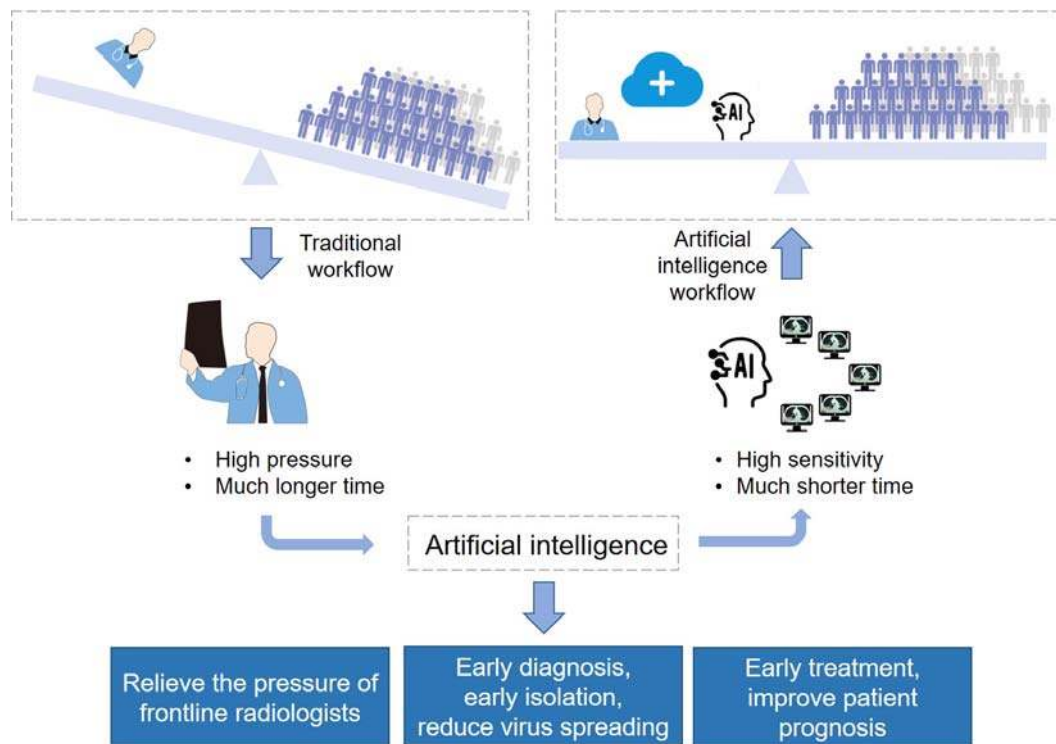 AI
Traditional
workflow
Artificial
intelligence
workflow
AI
• High pressure
• Much longer time
• High sensitivity
• Much shorter time
Artificial intelligence
Relieve the pressure of
frontline radiologists
Early diagnosis,
early isolation,
reduce virus spreading
Early treatment,
improve patient
prognosis